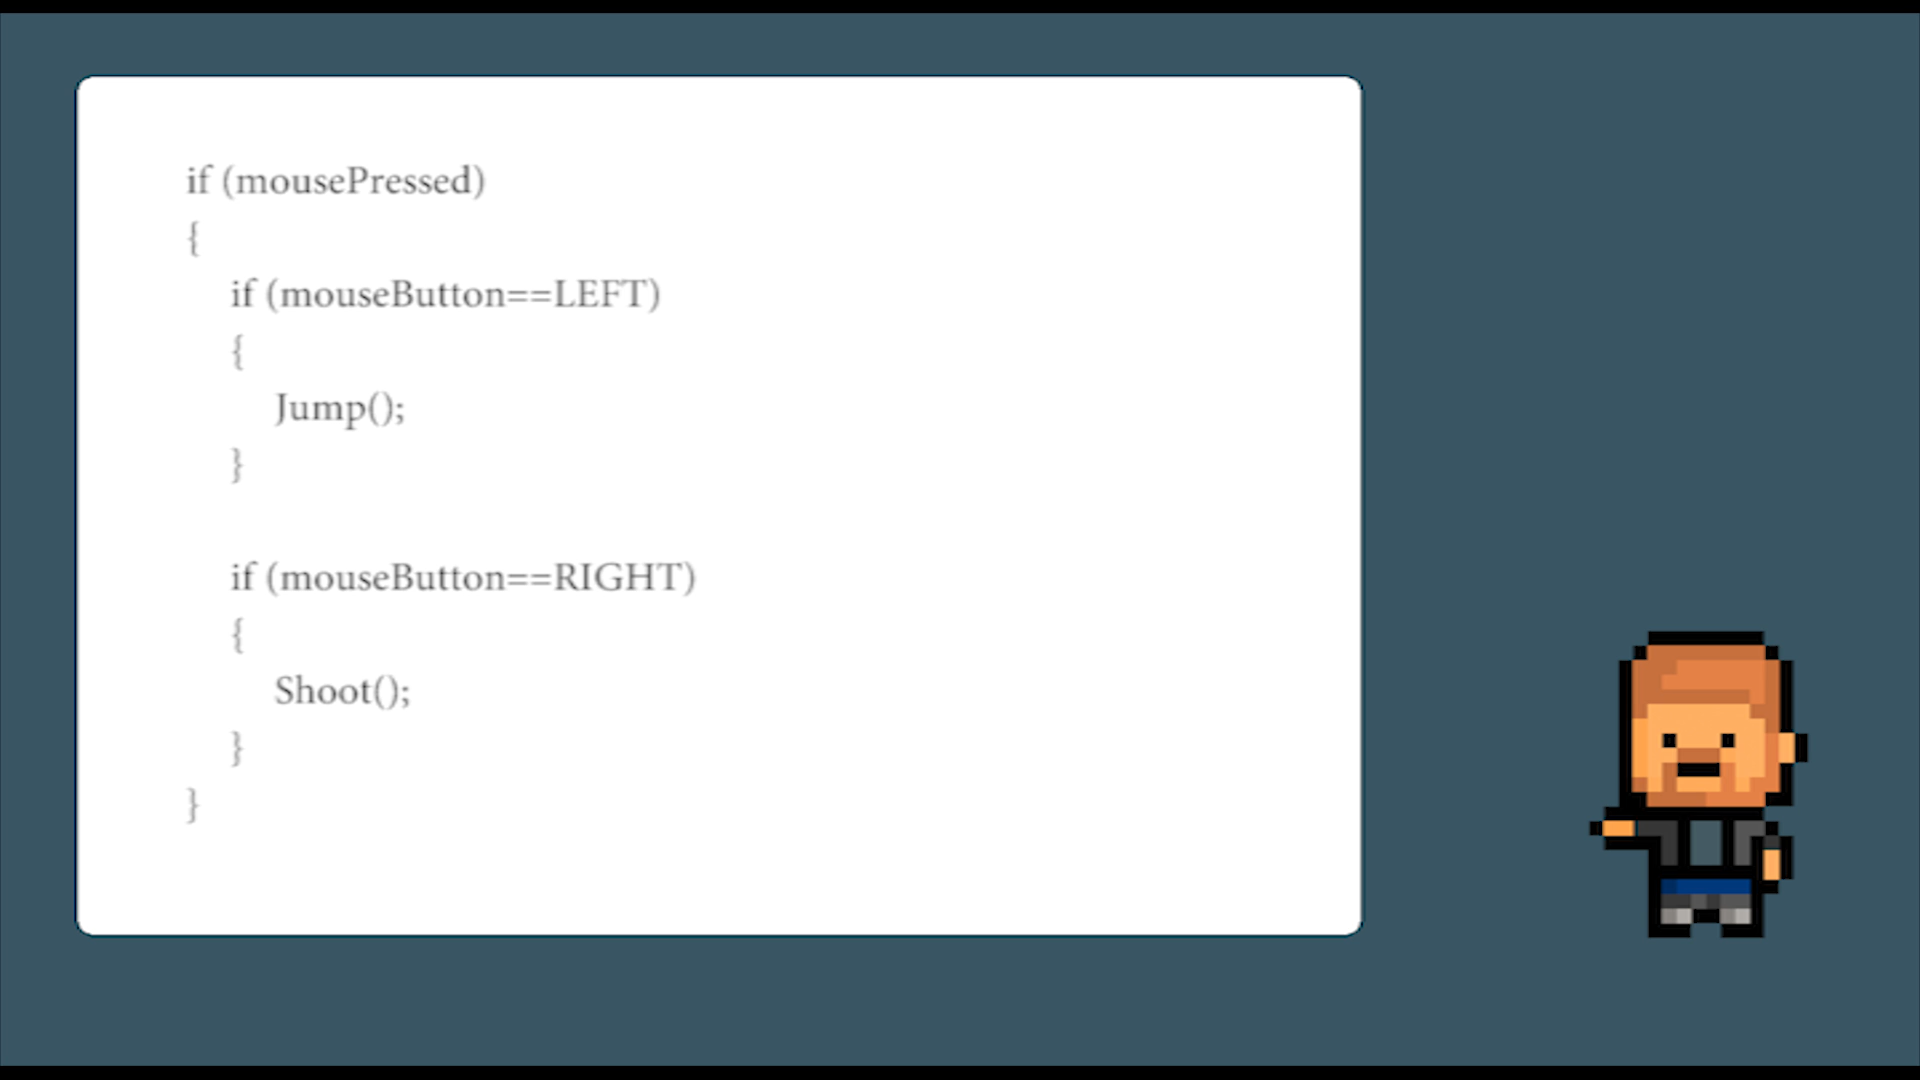 if (mousePressed)
{
if (mouseButton==LEFT)
{
Jump();
}
if (mouseButton==RIGHT)
{
Shoot();
}
}